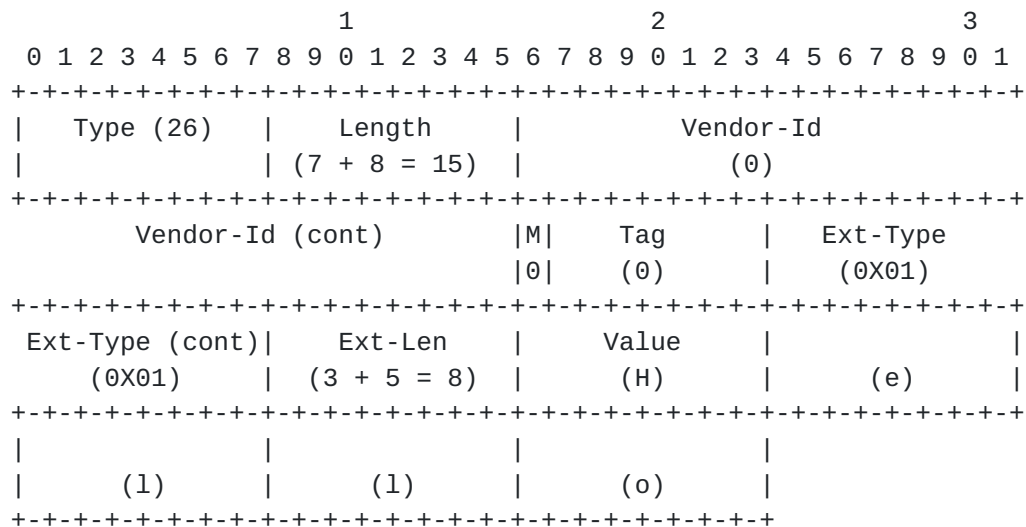 1                   2                   3
 0 1 2 3 4 5 6 7 8 9 0 1 2 3 4 5 6 7 8 9 0 1 2 3 4 5 6 7 8 9 0 1
+-+-+-+-+-+-+-+-+-+-+-+-+-+-+-+-+-+-+-+-+-+-+-+-+-+-+-+-+-+-+-+-+
|   Type (26)   |    Length     |          Vendor-Id
|               | (7 + 8 = 15)  |             (0)
+-+-+-+-+-+-+-+-+-+-+-+-+-+-+-+-+-+-+-+-+-+-+-+-+-+-+-+-+-+-+-+-+
        Vendor-Id (cont)        |M|    Tag      |   Ext-Type
                                |0|    (0)      |    (0X01)
+-+-+-+-+-+-+-+-+-+-+-+-+-+-+-+-+-+-+-+-+-+-+-+-+-+-+-+-+-+-+-+-+
 Ext-Type (cont)|    Ext-Len    |     Value     |               |
     (0X01)     |  (3 + 5 = 8)  |      (H)      |      (e)      |
+-+-+-+-+-+-+-+-+-+-+-+-+-+-+-+-+-+-+-+-+-+-+-+-+-+-+-+-+-+-+-+-+
|               |               |               |
|      (l)      |      (l)      |      (o)      |
+-+-+-+-+-+-+-+-+-+-+-+-+-+-+-+-+-+-+-+-+-+-+-+-+